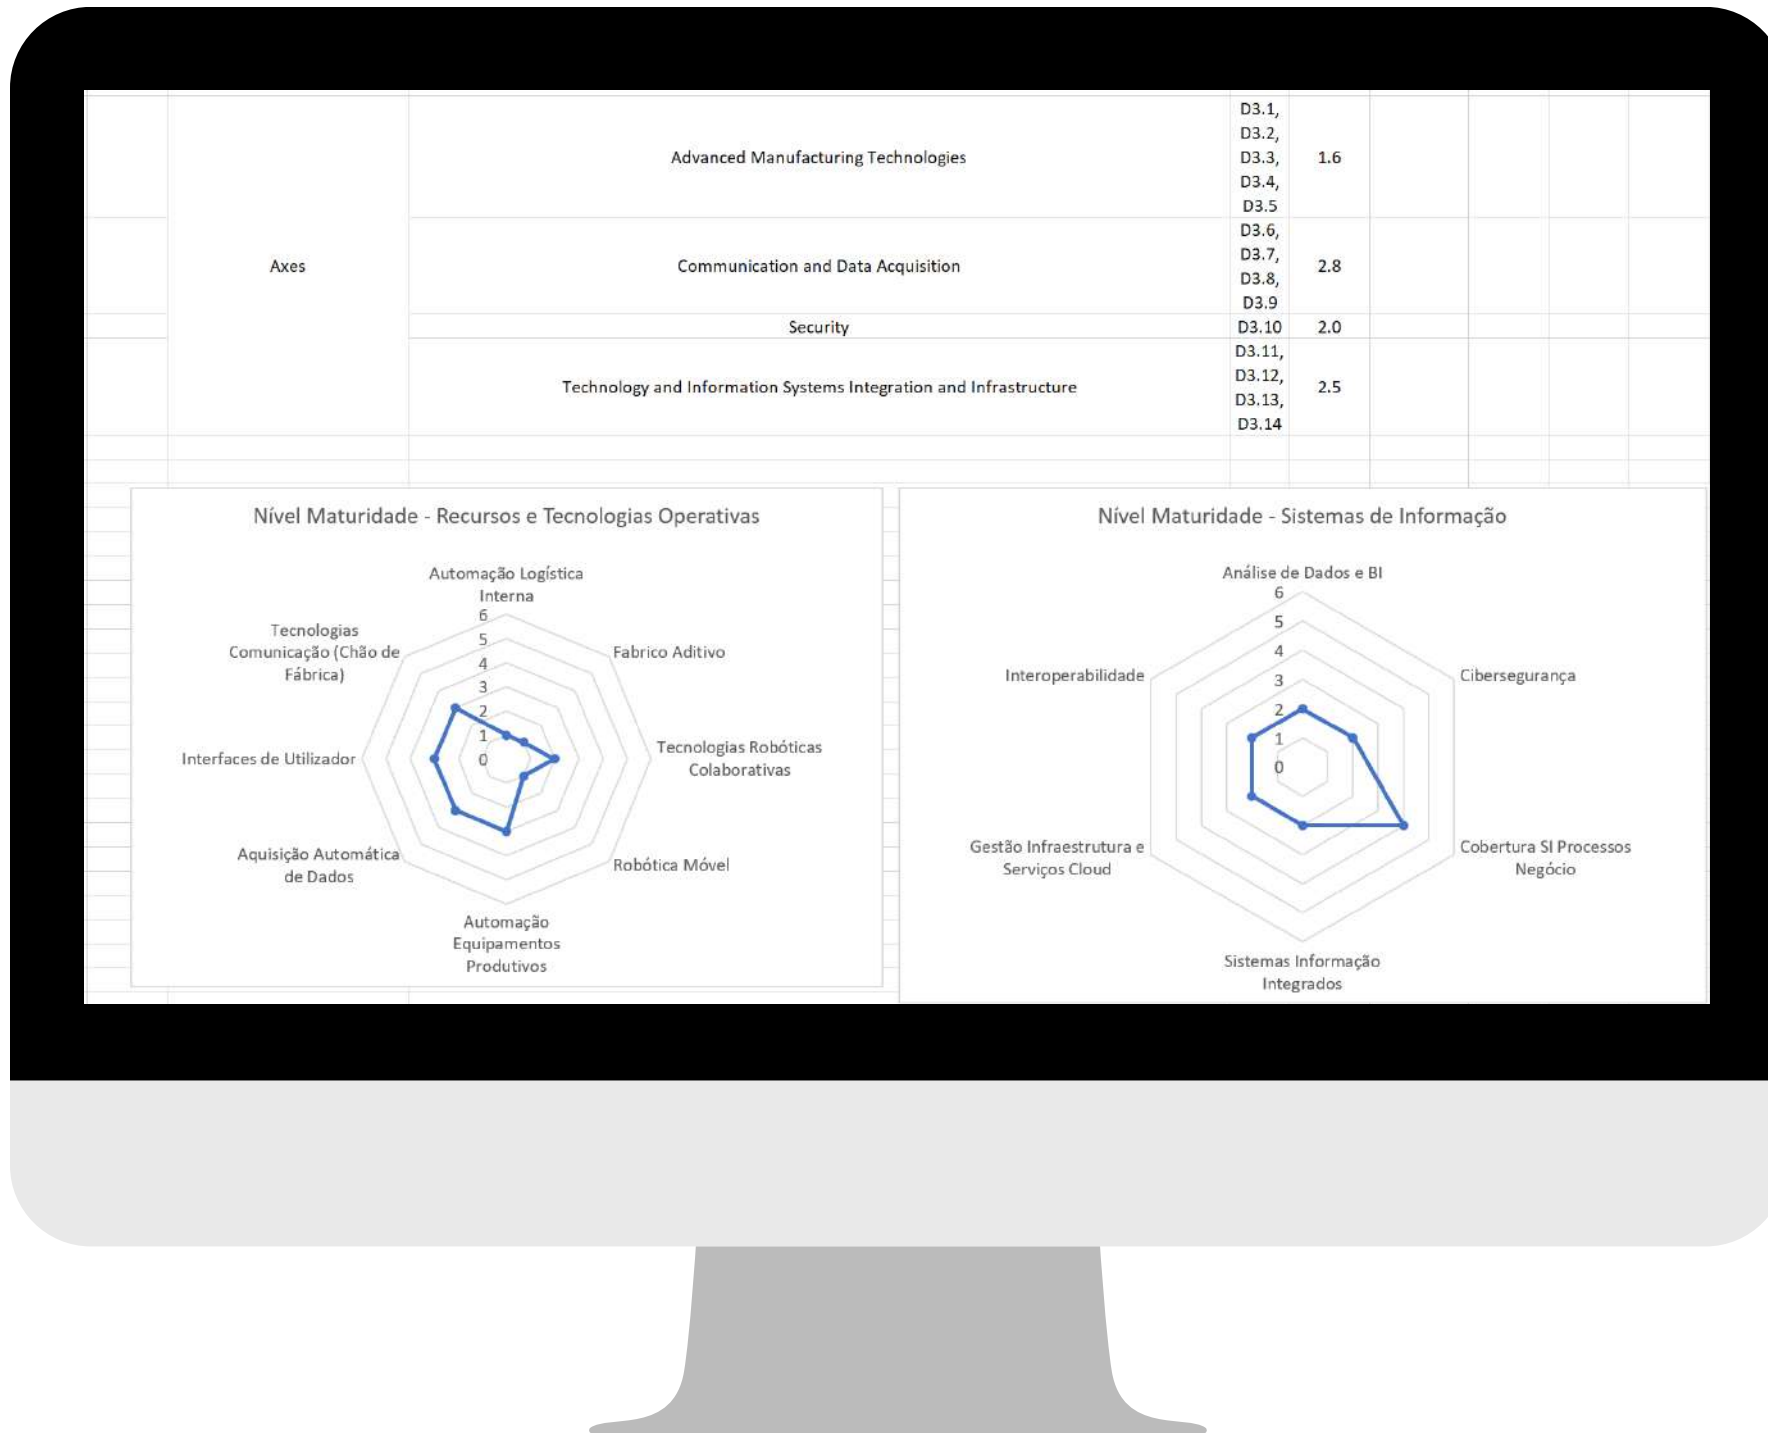 D3.1,
D3.2,
Advanced Manufacturing Technologies D3.3, 1.6
D3.4,
D3.5
D3.6,
D3.7,
Axes Communication and Data Acquisition 2.8
D3.8,
D3.9
Security D3.10 2.0
D3.11,
D3.12,
Technology and Information Systems Integration and Infrastructure 2.5
D3.13,
D3.14
Nível Maturidade - Recursos e Tecnologias Operativas
Automação Logística
Interna
6
5
4
3
2
1
0
Fabrico Aditivo
Tecnologias Robóticas
Colaborativas
Robótica Móvel
Automação
Equipamentos
Produtivos
Aquisição Automática
de Dados
Interfaces de Utilizador
Tecnologias
Comunicação (Chão de
Fábrica)
Nível Maturidade - Sistemas de Informação
Análise de Dados e BI
6
5
4
3
2
1
0
Cibersegurança
Cobertura SI Processos
Negócio
Sistemas Informação
Integrados
Gestão Infraestrutura e
Serviços Cloud
Interoperabilidade